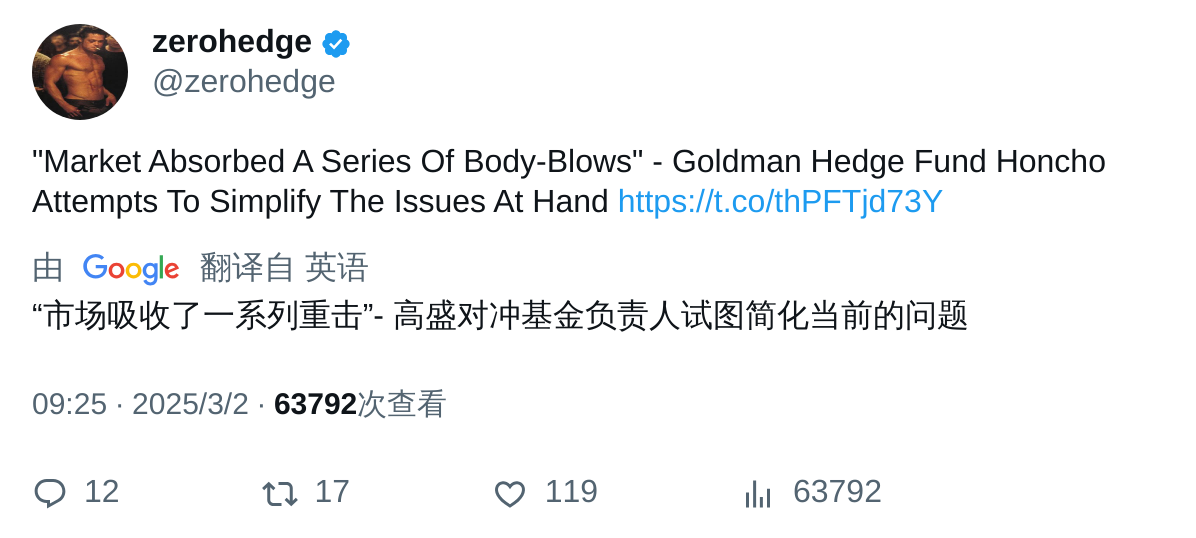 zerohedge
@zerohedge
"Market Absorbed A Series Of Body-Blows" - Goldman Hedge Fund Honcho
Attempts To Simplify The Issues At Hand https://t.co/thPFTjd73Y
由 Google 翻译自 英语
“市场吸收了一系列重击”- 高盛对冲基金负责人试图简化当前的问题
09:25 · 2025/3/2 · 63792次查看
12 17 119 63792